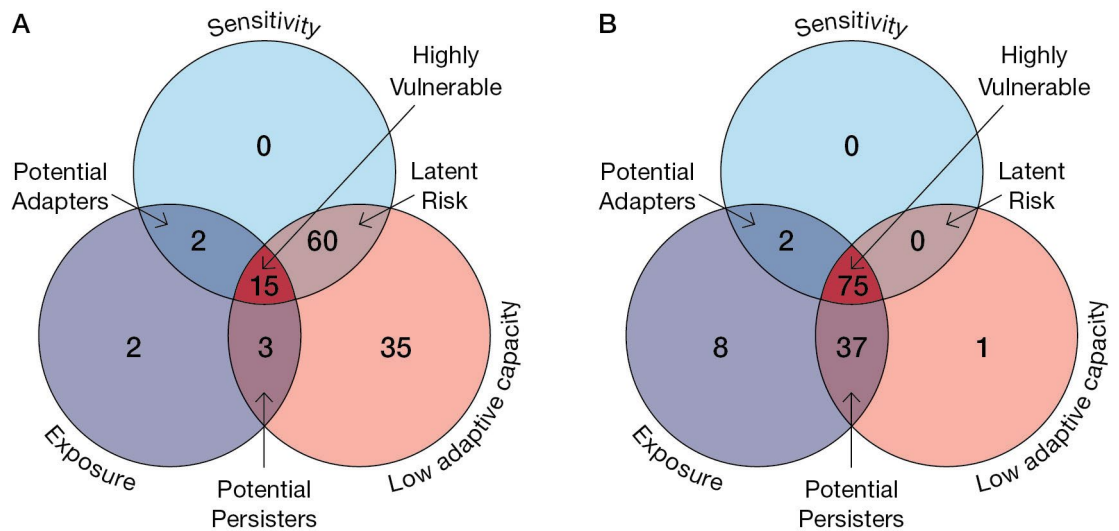 A
Sensitivity
Highly
Vulnerable
0
Potential
Adapters
Latent
Risk
2
60
15
2
3
35
Exposure
Low adaptive capacity
Potential
Persisters
B
Sensitivity
Highly
Vulnerable
0
Potential
Adapters
Latent
Risk
2
0
75
8
37
1
Exposure
Low adaptive capacity
Potential
Persisters